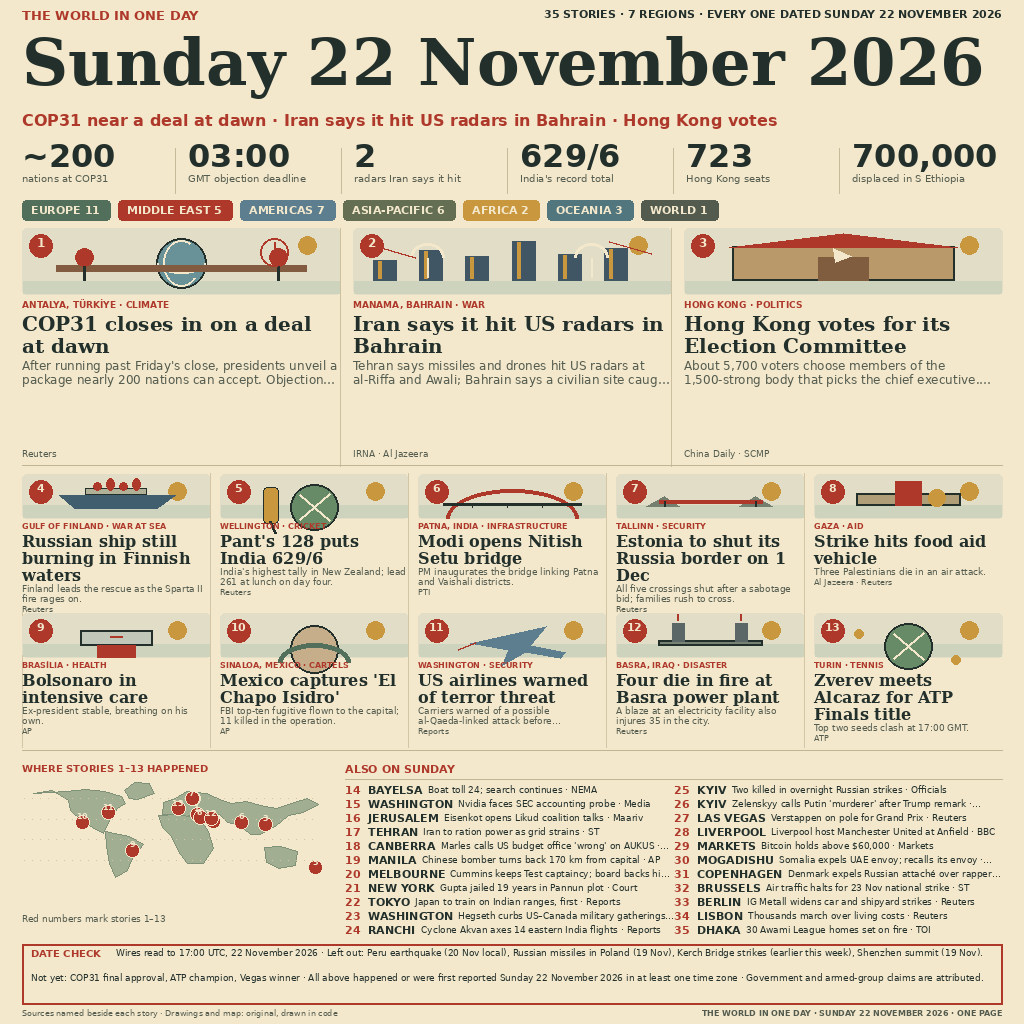 THE WORLD IN ONE DAY
35 STORIES · 7 REGIONS · EVERY ONE DATED SUNDAY 22 NOVEMBER 2026
Sunday 22 November 2026
COP31 near a deal at dawn · Iran says it hit US radars in Bahrain · Hong Kong votes
~200
nations at COP31
03:00
GMT objection deadline
2
radars Iran says it hit
629/6
India's record total
723
Hong Kong seats
700,000
displaced in S Ethiopia
EUROPE 11
MIDDLE EAST 5
AMERICAS 7
ASIA-PACIFIC 6
AFRICA 2
OCEANIA 3
WORLD 1
1
ANTALYA, TÜRKİYE · CLIMATE
COP31 closes in on a deal
at dawn
After running past Friday's close, presidents unveil a
package nearly 200 nations can accept. Objection…
Reuters
2
MANAMA, BAHRAIN · WAR
Iran says it hit US radars in
Bahrain
Tehran says missiles and drones hit US radars at
al-Riffa and Awali; Bahrain says a civilian site caug…
IRNA · Al Jazeera
3
HONG KONG · POLITICS
Hong Kong votes for its
Election Committee
About 5,700 voters choose members of the
1,500-strong body that picks the chief executive.…
China Daily · SCMP
4
GULF OF FINLAND · WAR AT SEA
Russian ship still
burning in Finnish
waters
Finland leads the rescue as the Sparta II
fire rages on.
Reuters
5
WELLINGTON · CRICKET
Pant's 128 puts
India 629/6
India's highest tally in New Zealand; lead
261 at lunch on day four.
Reuters
6
PATNA, INDIA · INFRASTRUCTURE
Modi opens Nitish
Setu bridge
PM inaugurates the bridge linking Patna
and Vaishali districts.
PTI
7
TALLINN · SECURITY
Estonia to shut its
Russia border on 1
Dec
All five crossings shut after a sabotage
bid; families rush to cross.
Reuters
8
GAZA · AID
Strike hits food aid
vehicle
Three Palestinians die in an air attack.
Al Jazeera · Reuters
9
BRASÍLIA · HEALTH
Bolsonaro in
intensive care
Ex-president stable, breathing on his
own.
AP
10
SINALOA, MEXICO · CARTELS
Mexico captures 'El
Chapo Isidro'
FBI top-ten fugitive flown to the capital;
11 killed in the operation.
AP
11
WASHINGTON · SECURITY
US airlines warned
of terror threat
Carriers warned of a possible
al-Qaeda-linked attack before…
Reports
12
BASRA, IRAQ · DISASTER
Four die in fire at
Basra power plant
A blaze at an electricity facility also
injures 35 in the city.
Reuters
13
TURIN · TENNIS
Zverev meets
Alcaraz for ATP
Finals title
Top two seeds clash at 17:00 GMT.
ATP
WHERE STORIES 1–13 HAPPENED
Red numbers mark stories 1–13
ALSO ON SUNDAY
14 BAYELSA Boat toll 24; search continues · NEMA
15 WASHINGTON Nvidia faces SEC accounting probe · Media
16 JERUSALEM Eisenkot opens Likud coalition talks · Maariv
17 TEHRAN Iran to ration power as grid strains · ST
18 CANBERRA Marles calls US budget office 'wrong' on AUKUS ·…
19 MANILA Chinese bomber turns back 170 km from capital · AP
20 MELBOURNE Cummins keeps Test captaincy; board backs hi…
21 NEW YORK Gupta jailed 19 years in Pannun plot · Court
22 TOKYO Japan to train on Indian ranges, first · Reports
23 WASHINGTON Hegseth curbs US–Canada military gatherings…
24 RANCHI Cyclone Akvan axes 14 eastern India flights · Reports
25 KYIV Two killed in overnight Russian strikes · Officials
26 KYIV Zelenskyy calls Putin 'murderer' after Trump remark ·…
27 LAS VEGAS Verstappen on pole for Grand Prix · Reuters
28 LIVERPOOL Liverpool host Manchester United at Anfield · BBC
29 MARKETS Bitcoin holds above $60,000 · Markets
30 MOGADISHU Somalia expels UAE envoy; recalls its envoy ·…
31 COPENHAGEN Denmark expels Russian attaché over rapper…
32 BRUSSELS Air traffic halts for 23 Nov national strike · ST
33 BERLIN IG Metall widens car and shipyard strikes · Reuters
34 LISBON Thousands march over living costs · Reuters
35 DHAKA 30 Awami League homes set on fire · TOI
DATE CHECK Wires read to 17:00 UTC, 22 November 2026 · Left out: Peru earthquake (20 Nov local), Russian missiles in Poland (19 Nov), Kerch Bridge strikes (earlier this week), Shenzhen summit (19 Nov).
Not yet: COP31 final approval, ATP champion, Vegas winner · All above happened or were first reported Sunday 22 November 2026 in at least one time zone · Government and armed-group claims are attributed.
Sources named beside each story · Drawings and map: original, drawn in code
THE WORLD IN ONE DAY · SUNDAY 22 NOVEMBER 2026 · ONE PAGE